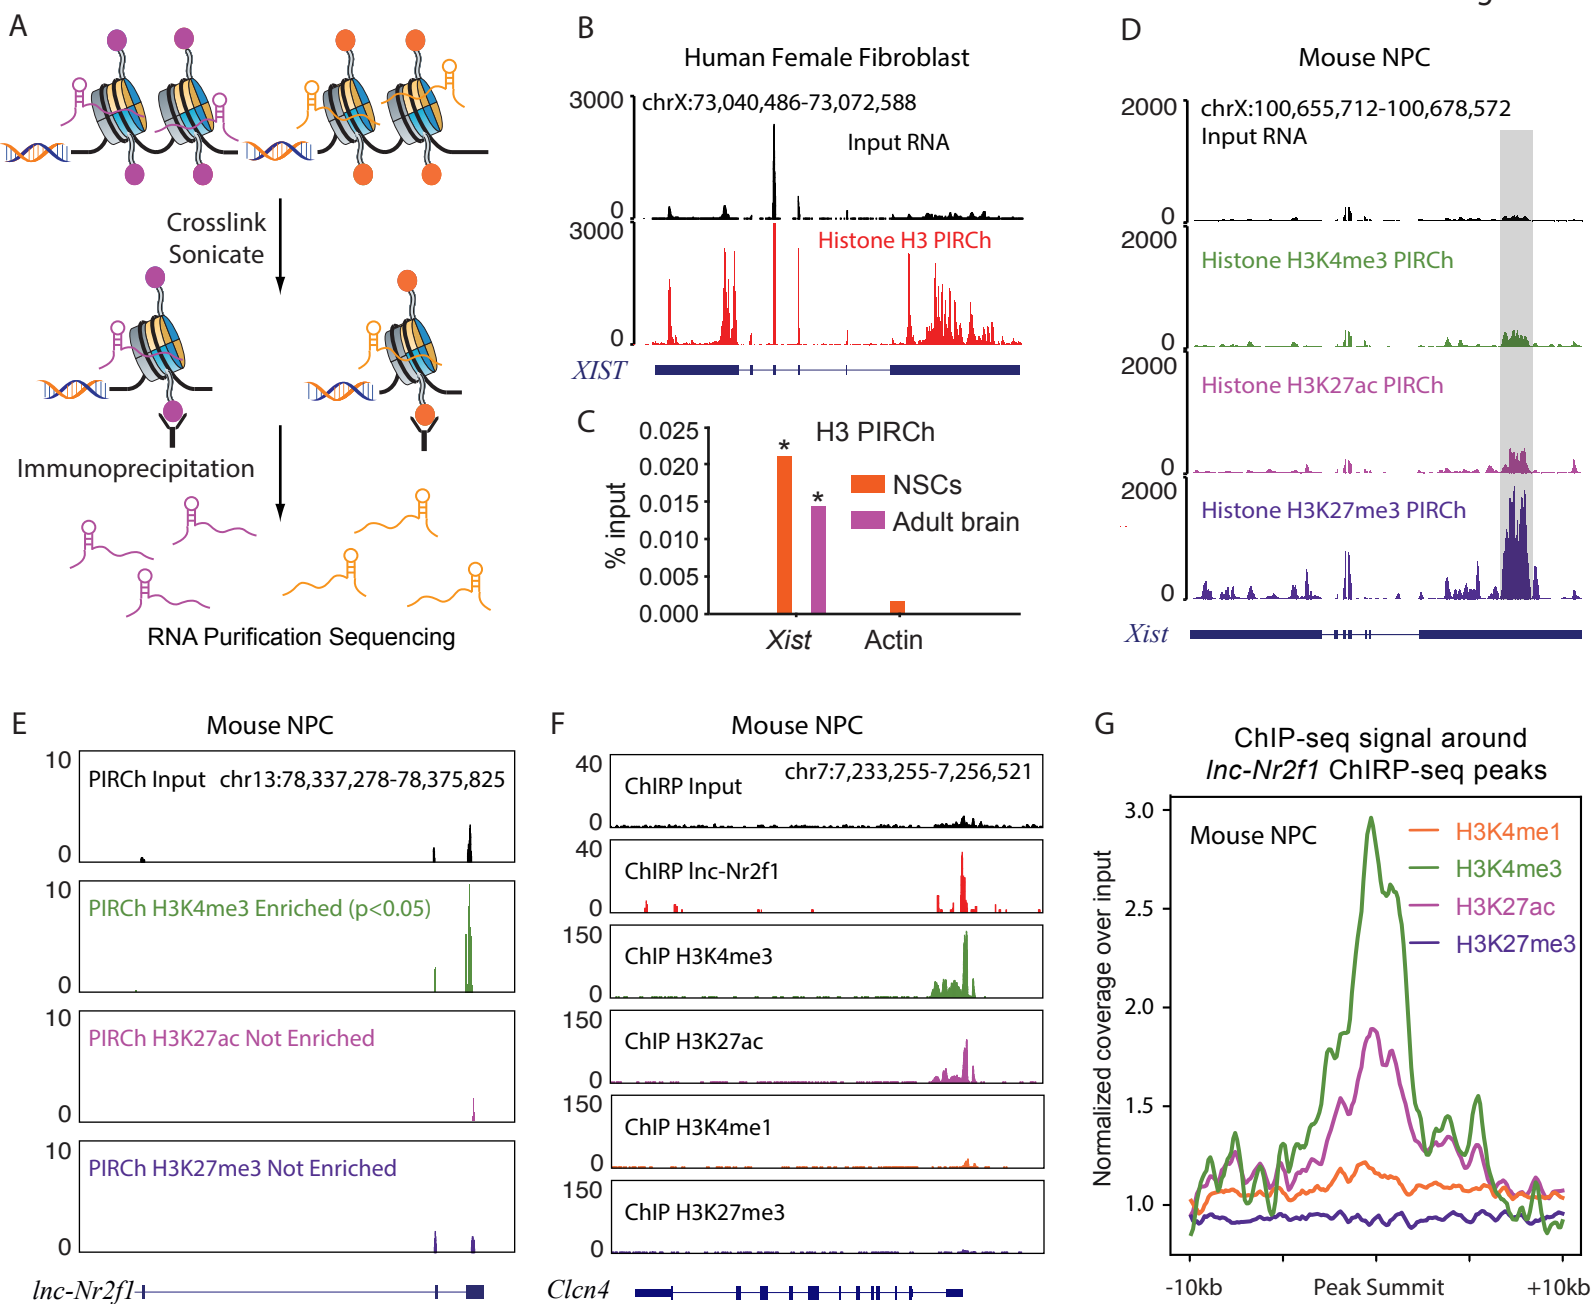 A
Crosslink
Sonicate
Immunoprecipitation
RNA Purification Sequencing
B
Human Female Fibroblast
3000
chrX:73,040,486-73,072,588
Input RNA
0
3000
Histone H3 PIRCh
0
XIST
C
H3 PIRCh
% input
0.025
0.020
0.015
0.010
0.005
0.000
*
*
NSCs
Adult brain
Xist
Actin
D
Mouse NPC
2000
chrX:100,655,712-100,678,572
Input RNA
0
2000
Histone H3K4me3 PIRCh
0
2000
Histone H3K27ac PIRCh
0
2000
Histone H3K27me3 PIRCh
0
Xist
E
Mouse NPC
10
PIRCh Input chr13:78,337,278-78,375,825
0
10
PIRCh H3K4me3 Enriched (p<0.05)
0
10
PIRCh H3K27ac Not Enriched
0
10
PIRCh H3K27me3 Not Enriched
0
lnc-Nr2f1
F
Mouse NPC
40
chr7:7,233,255-7,256,521
ChIRP Input
0
40
ChIRP lnc-Nr2f1
0
150
ChIP H3K4me3
0
150
ChIP H3K27ac
0
150
ChIP H3K4me1
0
150
ChIP H3K27me3
0
Clcn4
G
ChIP-seq signal around
lnc-Nr2f1 ChIRP-seq peaks
Normalized coverage over input
3.0
2.5
2.0
1.5
1.0
Mouse NPC
H3K4me1
H3K4me3
H3K27ac
H3K27me3
-10kb
Peak Summit
+10kb